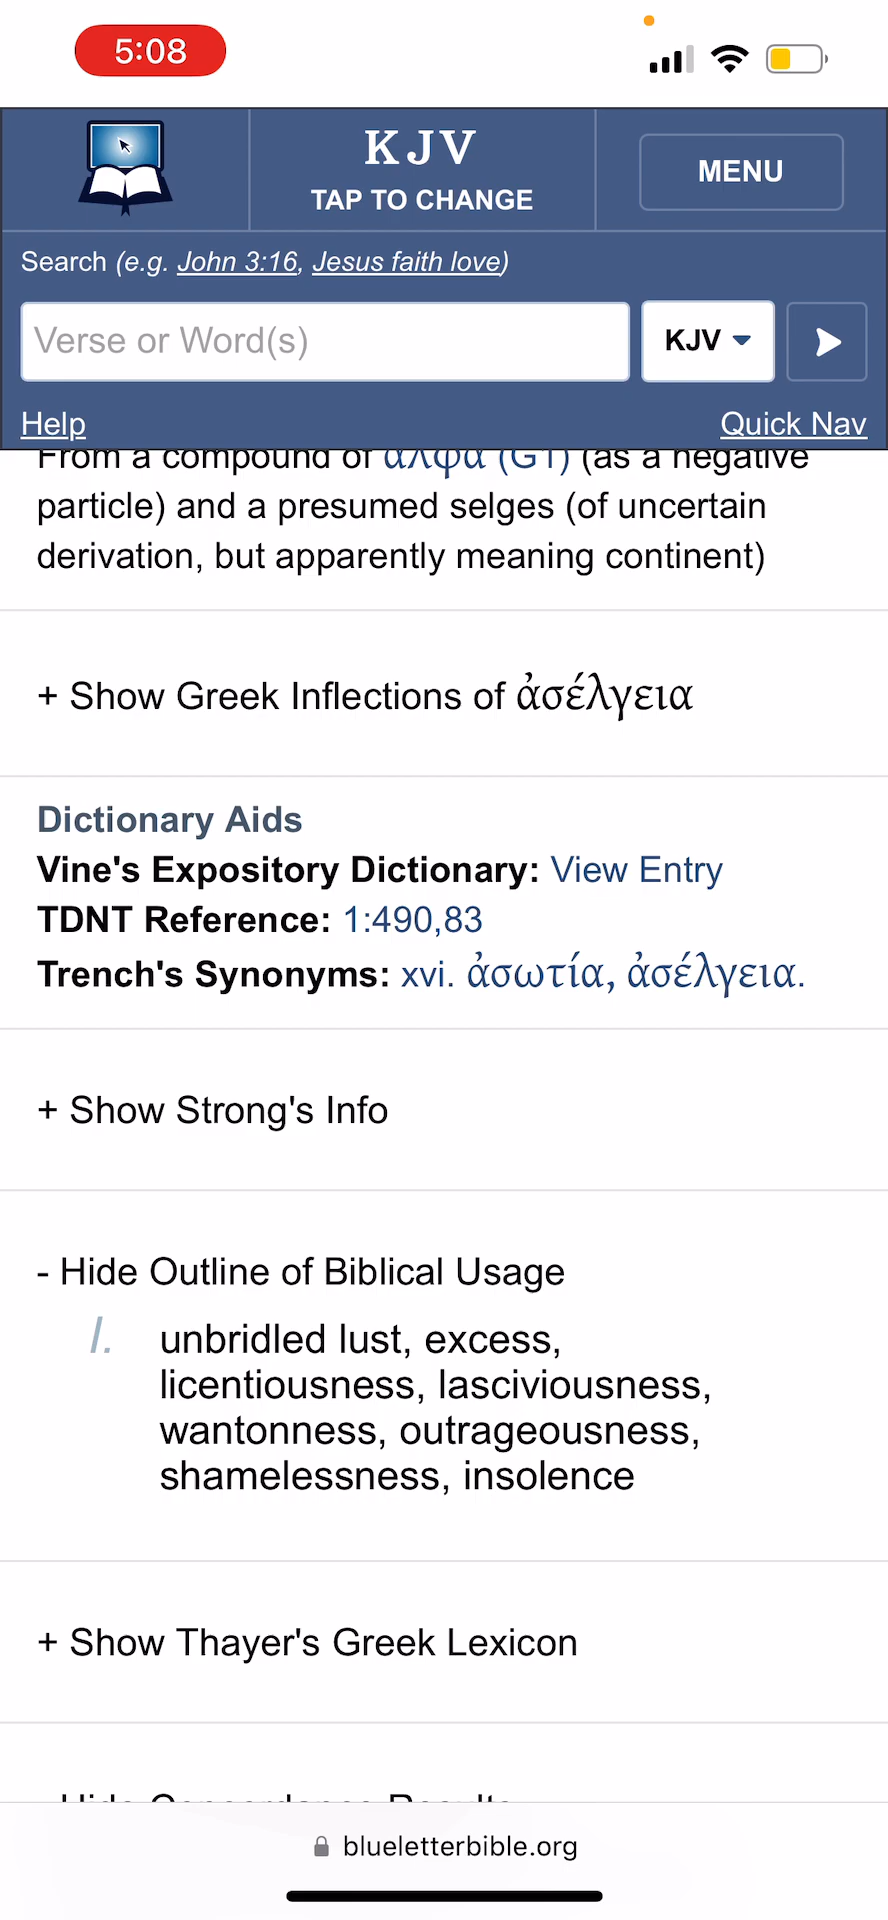 5:08
KJV
TAP TO CHANGE
MENU
Search (e.g. John 3:16, Jesus faith love)
Verse or Word(s)
KJV
Help
Quick Nav
From a compound of ἄλφα (G1) (as a negative
particle) and a presumed selges (of uncertain
derivation, but apparently meaning continent)
+ Show Greek Inflections of ἀσέλγεια
Dictionary Aids
Vine's Expository Dictionary: View Entry
TDNT Reference: 1:490,83
Trench's Synonyms: xvi. ἀσωτία, ἀσέλγεια.
+ Show Strong's Info
- Hide Outline of Biblical Usage
I. unbridled lust, excess,
licentiousness, lasciviousness,
wantonness, outrageousness,
shamelessness, insolence
+ Show Thayer's Greek Lexicon
Hide Concordance Results
blueletterbible.org